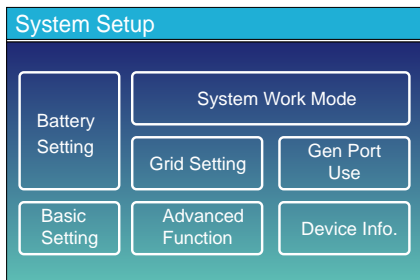 System Setup
Battery
Setting
System Work Mode
Grid Setting
Gen Port
Use
Basic
Setting
Advanced
Function
Device Info.